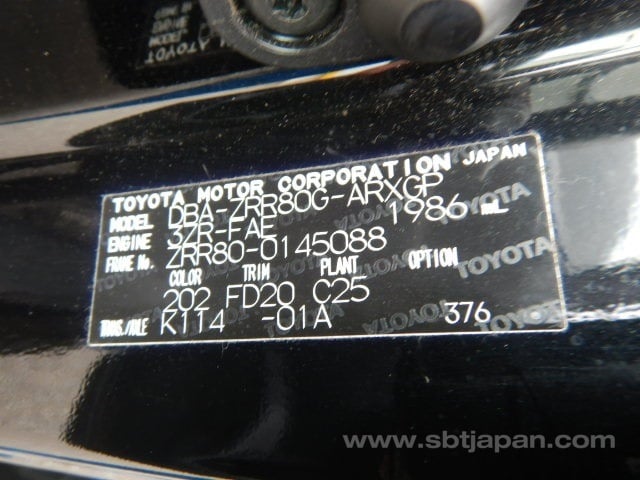 TOYOTA MOTOR CORPORATION JAPAN
MODEL DBA-ZRR80G-ARXGP
ENGINE 3ZR-FAE 1986 mL
FRAME No. ZRR80-0145088
COLOR TRIM PLANT OPTION
202 FD20 C25
TRANS./AXLE K114 -01A 376
www.sbtjapan.com